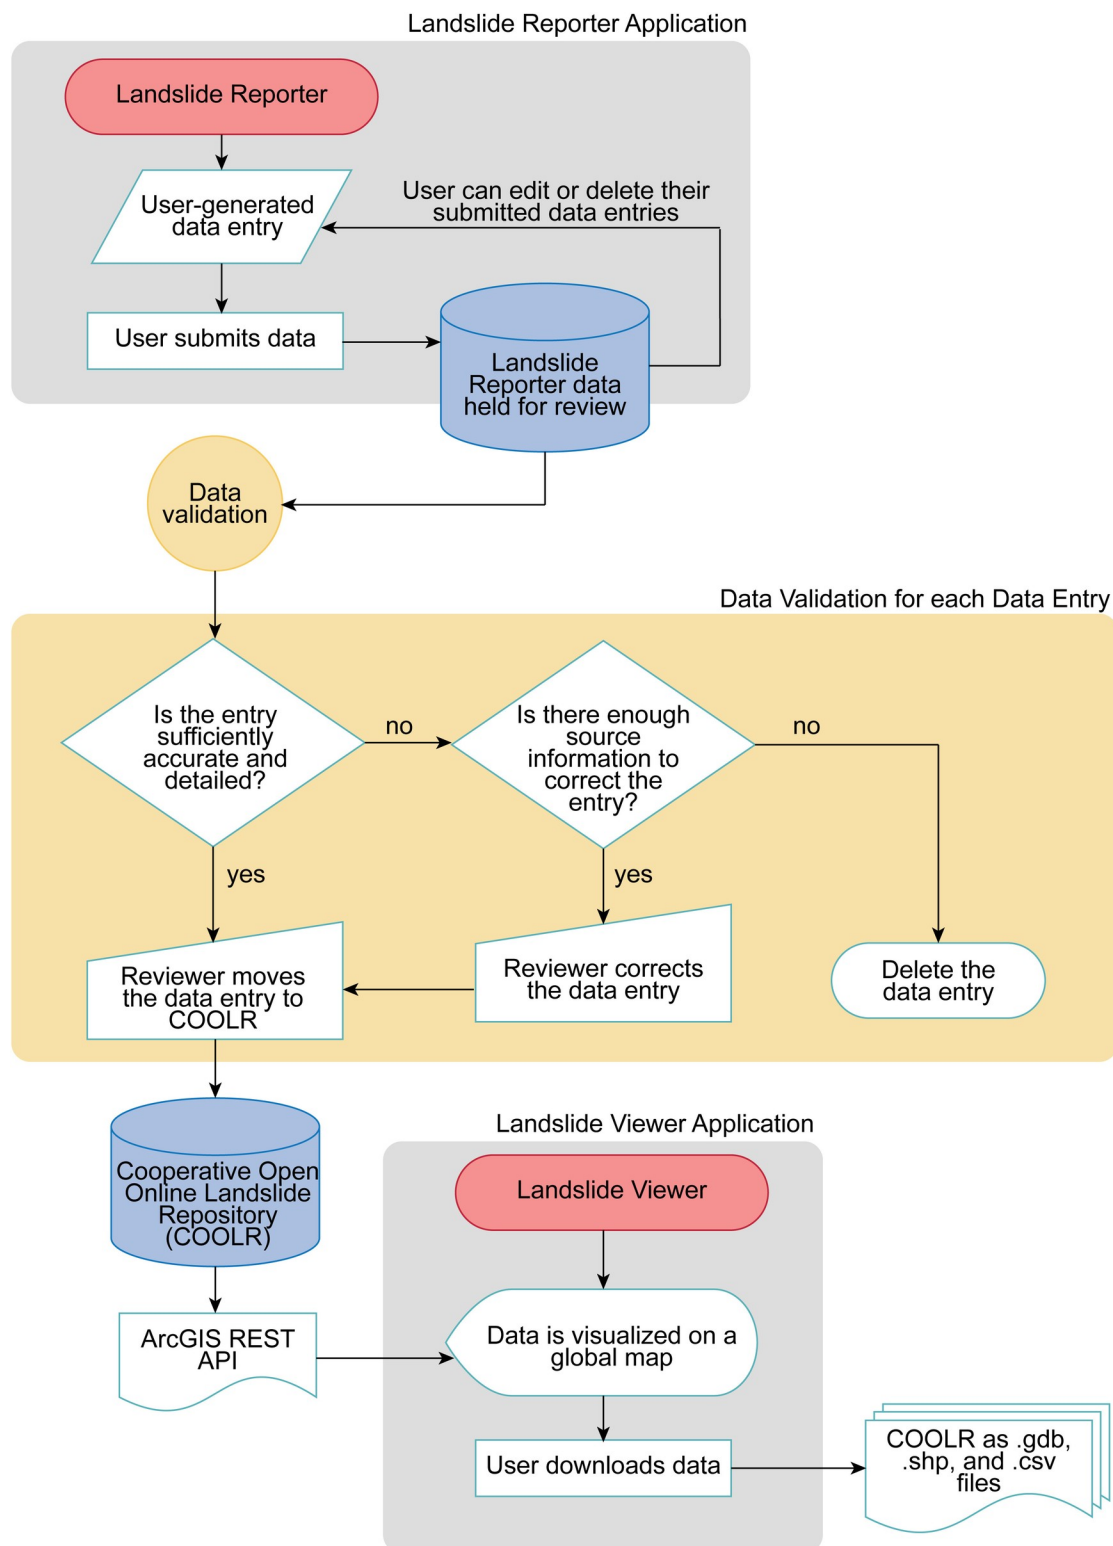 Landslide Reporter Application
Landslide Reporter
User-generated
data entry
User can edit or delete their
submitted data entries
User submits data
Landslide
Reporter data
held for review
Data
validation
Data Validation for each Data Entry
Is the entry
sufficiently
accurate and
detailed?
no
Is there enough
source
information to
correct the
entry?
no
yes
yes
Reviewer moves
the data entry to
COOLR
Reviewer corrects
the data entry
Delete the
data entry
Cooperative Open
Online Landslide
Repository
(COOLR)
Landslide Viewer Application
Landslide Viewer
ArcGIS REST
API
Data is visualized on a
global map
User downloads data
COOLR as .gdb,
.shp, and .csv
files